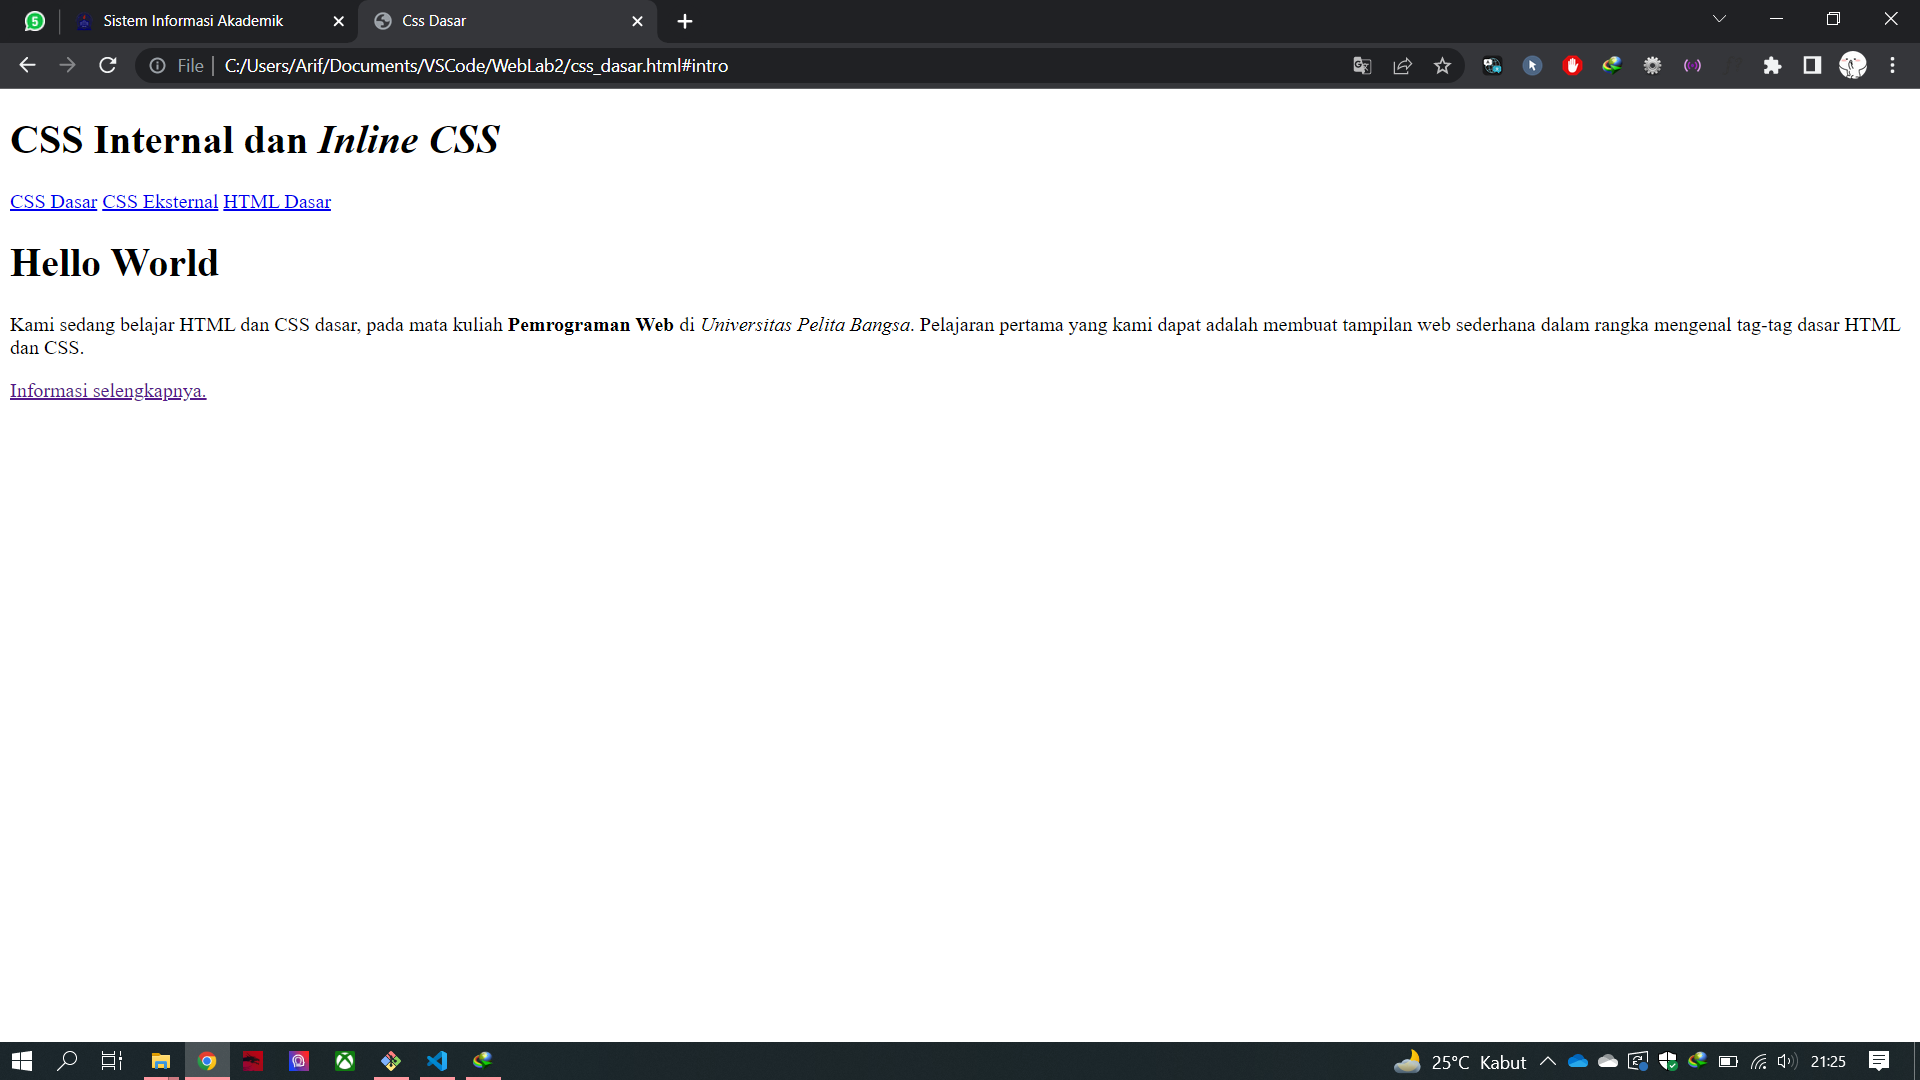 5
Sistem Informasi Akademik
Css Dasar
File
C:/Users/Arif/Documents/VSCode/WebLab2/css_dasar.html#intro
CSS Internal dan Inline CSS
CSS Dasar CSS Eksternal HTML Dasar
Hello World
Kami sedang belajar HTML dan CSS dasar, pada mata kuliah Pemrograman Web di Universitas Pelita Bangsa. Pelajaran pertama yang kami dapat adalah membuat tampilan web sederhana dalam rangka mengenal tag-tag dasar HTML
dan CSS.
Informasi selengkapnya.
25°C Kabut
21:25